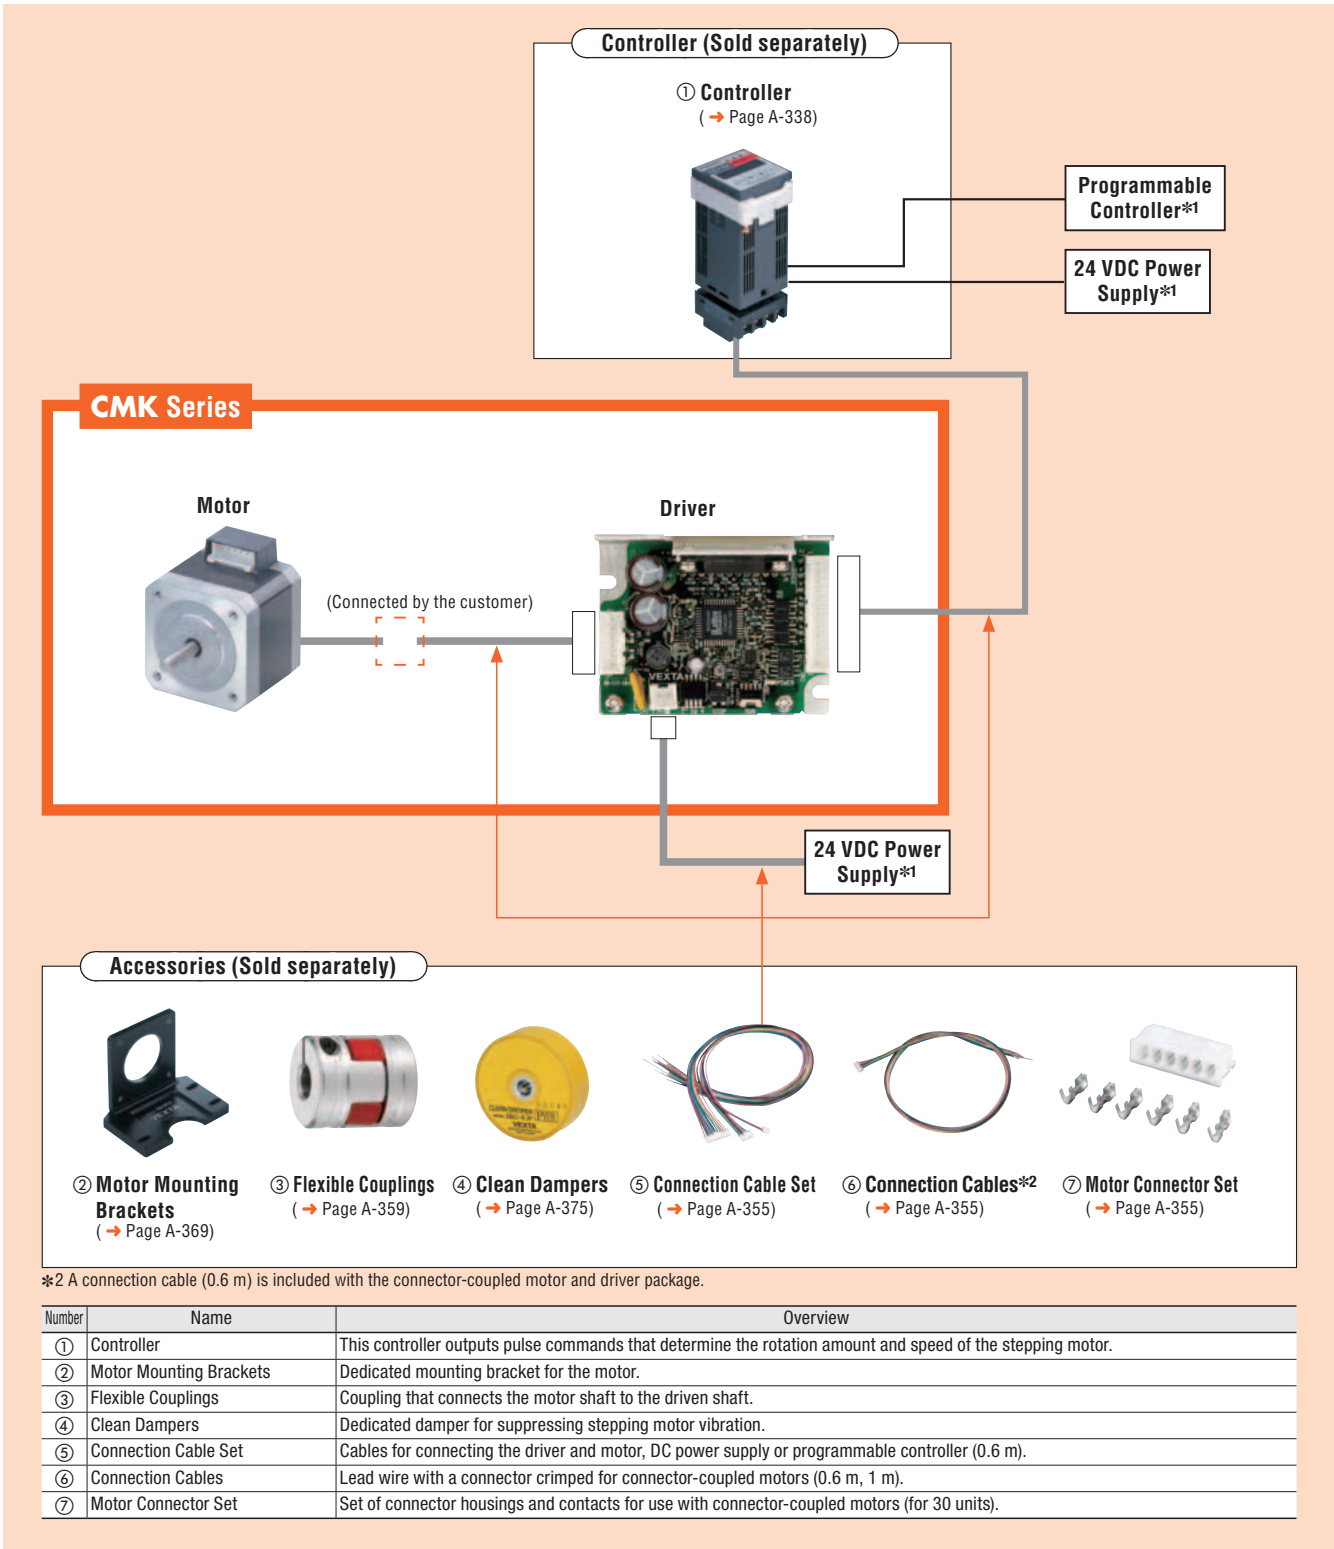 Controller (Sold separately)
① Controller
( ➜ Page A-338)
Programmable
Controller✻1
24 VDC Power
Supply✻1
CMK Series
Motor
Driver
(Connected by the customer)
VEXTA
24 VDC Power
Supply✻1
Accessories (Sold separately)
VEXTA
CLEAN DAMPER
VEXTA
② Motor Mounting
Brackets
( ➜ Page A-369)
③ Flexible Couplings
( ➜ Page A-359)
④ Clean Dampers
( ➜ Page A-375)
⑤ Connection Cable Set
( ➜ Page A-355)
⑥ Connection Cables✻2
( ➜ Page A-355)
⑦ Motor Connector Set
( ➜ Page A-355)
✻2 A connection cable (0.6 m) is included with the connector-coupled motor and driver package.
Number Name Overview
① Controller This controller outputs pulse commands that determine the rotation amount and speed of the stepping motor.
② Motor Mounting Brackets Dedicated mounting bracket for the motor.
③ Flexible Couplings Coupling that connects the motor shaft to the driven shaft.
④ Clean Dampers Dedicated damper for suppressing stepping motor vibration.
⑤ Connection Cable Set Cables for connecting the driver and motor, DC power supply or programmable controller (0.6 m).
⑥ Connection Cables Lead wire with a connector crimped for connector-coupled motors (0.6 m, 1 m).
⑦ Motor Connector Set Set of connector housings and contacts for use with connector-coupled motors (for 30 units).